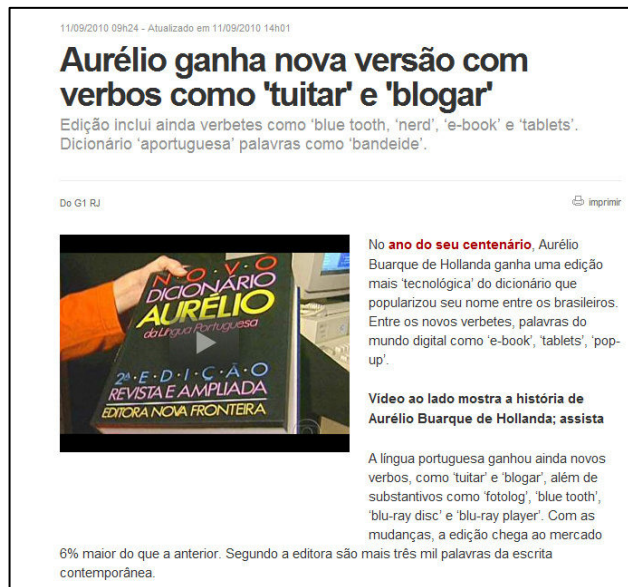 11/09/2010 09h24 - Atualizado em 11/09/2010 14h01
Aurélio ganha nova versão com
verbos como 'tuitar' e 'blogar'
Edição inclui ainda verbetes como 'blue tooth, 'nerd', 'e-book' e 'tablets'.
Dicionário 'aportuguesa' palavras como 'bandeide'.
Do G1 RJ
imprimir
N·O·V·O
DICIONÁRIO
AURÉLIO
da Língua Portuguesa
2ª·E·D·I·Ç·Ã·O
REVISTA E AMPLIADA
EDITORA NOVA FRONTEIRA
No ano do seu centenário, Aurélio
Buarque de Hollanda ganha uma edição
mais 'tecnológica' do dicionário que
popularizou seu nome entre os brasileiros.
Entre os novos verbetes, palavras do
mundo digital como 'e-book', 'tablets', 'pop-
up'.
Vídeo ao lado mostra a história de
Aurélio Buarque de Hollanda; assista
A língua portuguesa ganhou ainda novos
verbos, como 'tuitar' e 'blogar', além de
substantivos como 'fotolog', 'blue tooth',
'blu-ray disc' e 'blu-ray player'. Com as
mudanças, a edição chega ao mercado
6% maior do que a anterior. Segundo a editora são mais três mil palavras da escrita
contemporânea.